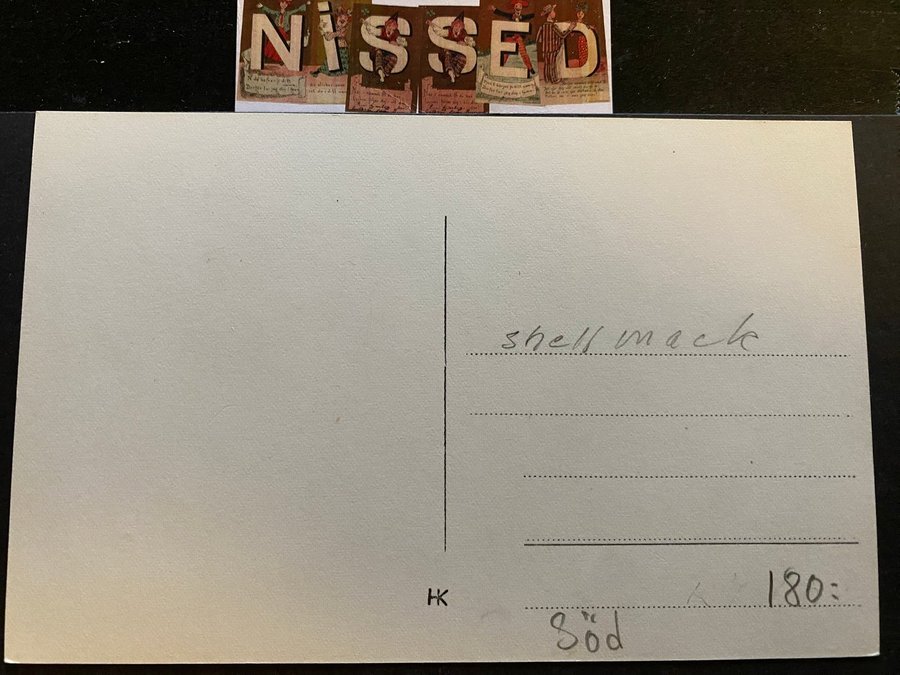 NiSSED
shell mack
HK
180:
Söd